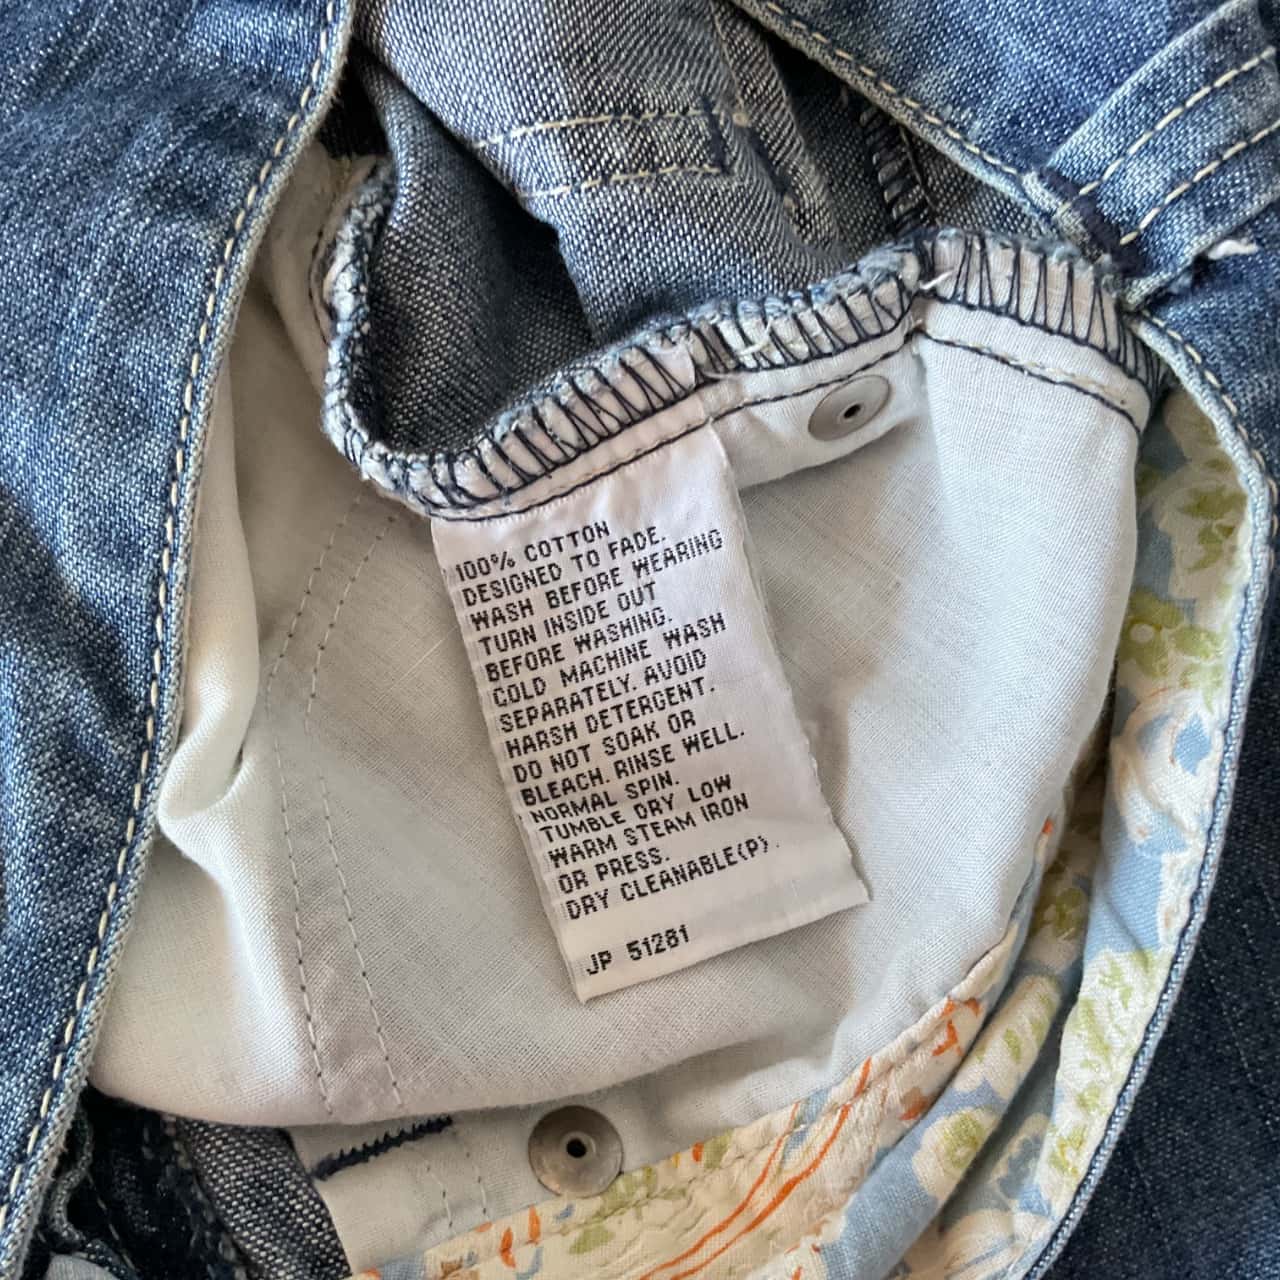 100% COTTON
DESIGNED TO FADE.
WASH BEFORE WEARING
TURN INSIDE OUT
BEFORE WASHING.
COLD MACHINE WASH
SEPARATELY. AVOID
HARSH DETERGENT.
DO NOT SOAK OR
BLEACH. RINSE WELL.
NORMAL SPIN.
TUMBLE DRY LOW
WARM STEAM IRON
OR PRESS.
DRY CLEANABLE(P).
JP 51281